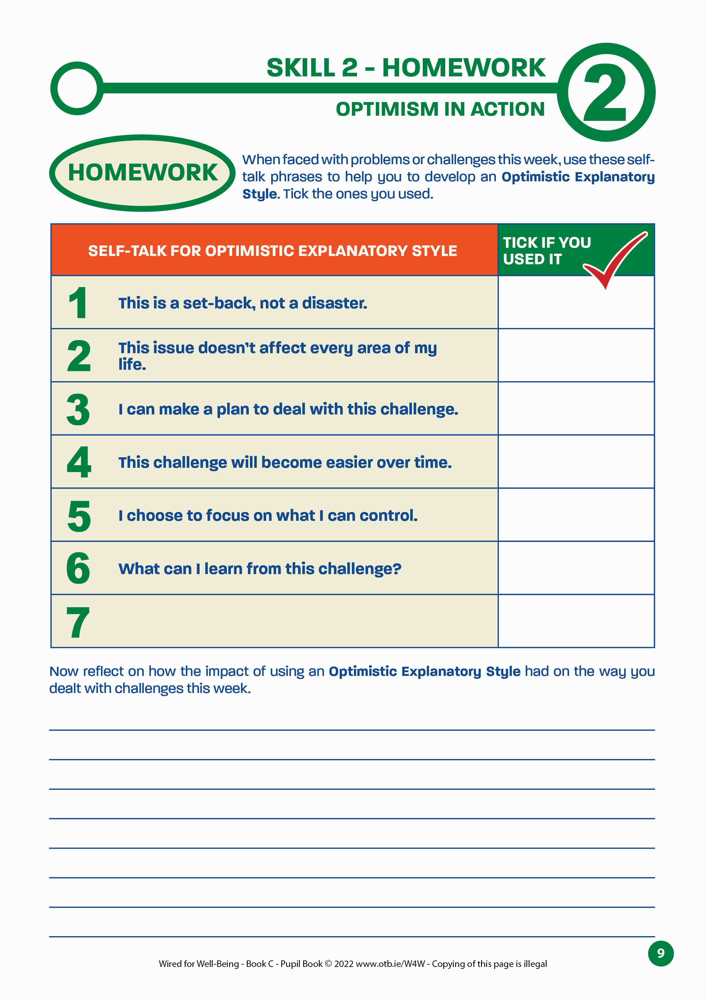 SKILL 2 - HOMEWORK
2
OPTIMISM IN ACTION
HOMEWORK
When faced with problems or challenges this week, use these self-
talk phrases to help you to develop an Optimistic Explanatory
Style. Tick the ones you used.
SELF-TALK FOR OPTIMISTIC EXPLANATORY STYLE
TICK IF YOU
USED IT
1 This is a set-back, not a disaster.
2 This issue doesn’t affect every area of my
life.
3 I can make a plan to deal with this challenge.
4 This challenge will become easier over time.
5 I choose to focus on what I can control.
6 What can I learn from this challenge?
7
Now reflect on how the impact of using an Optimistic Explanatory Style had on the way you
dealt with challenges this week.
9
Wired for Well-Being - Book C - Pupil Book © 2022 www.otb.ie/W4W - Copying of this page is illegal